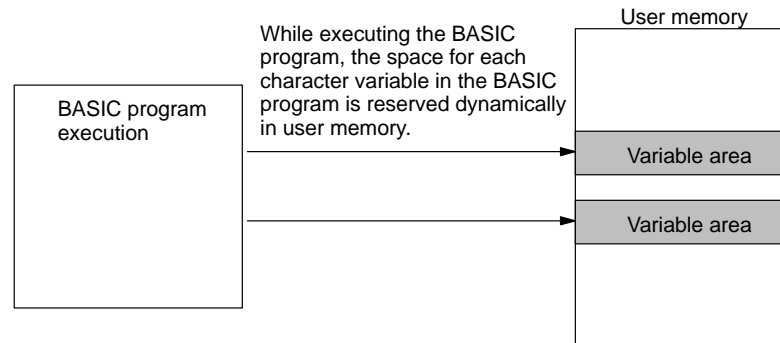 User memory
While executing the BASIC
program, the space for each
character variable in the BASIC
program is reserved dynamically
in user memory.
BASIC program
execution
Variable area
Variable area